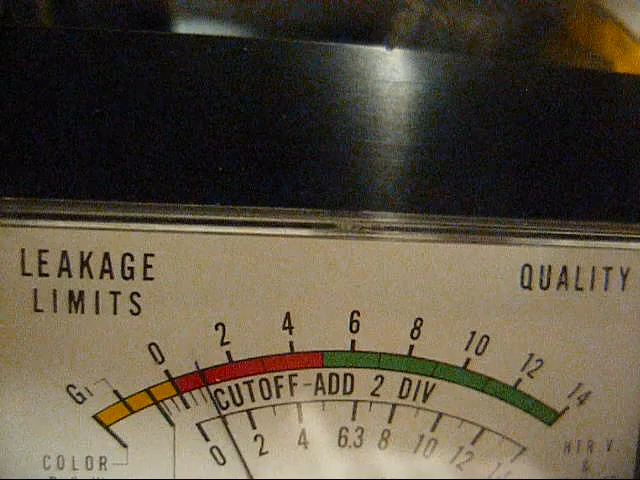 LEAKAGE
LIMITS
QUALITY
G1 0 2 4 6 8 10 12 14
CUTOFF-ADD 2 DIV
0 2 4 6.3 8 10 12
COLOR
HTR V.
&